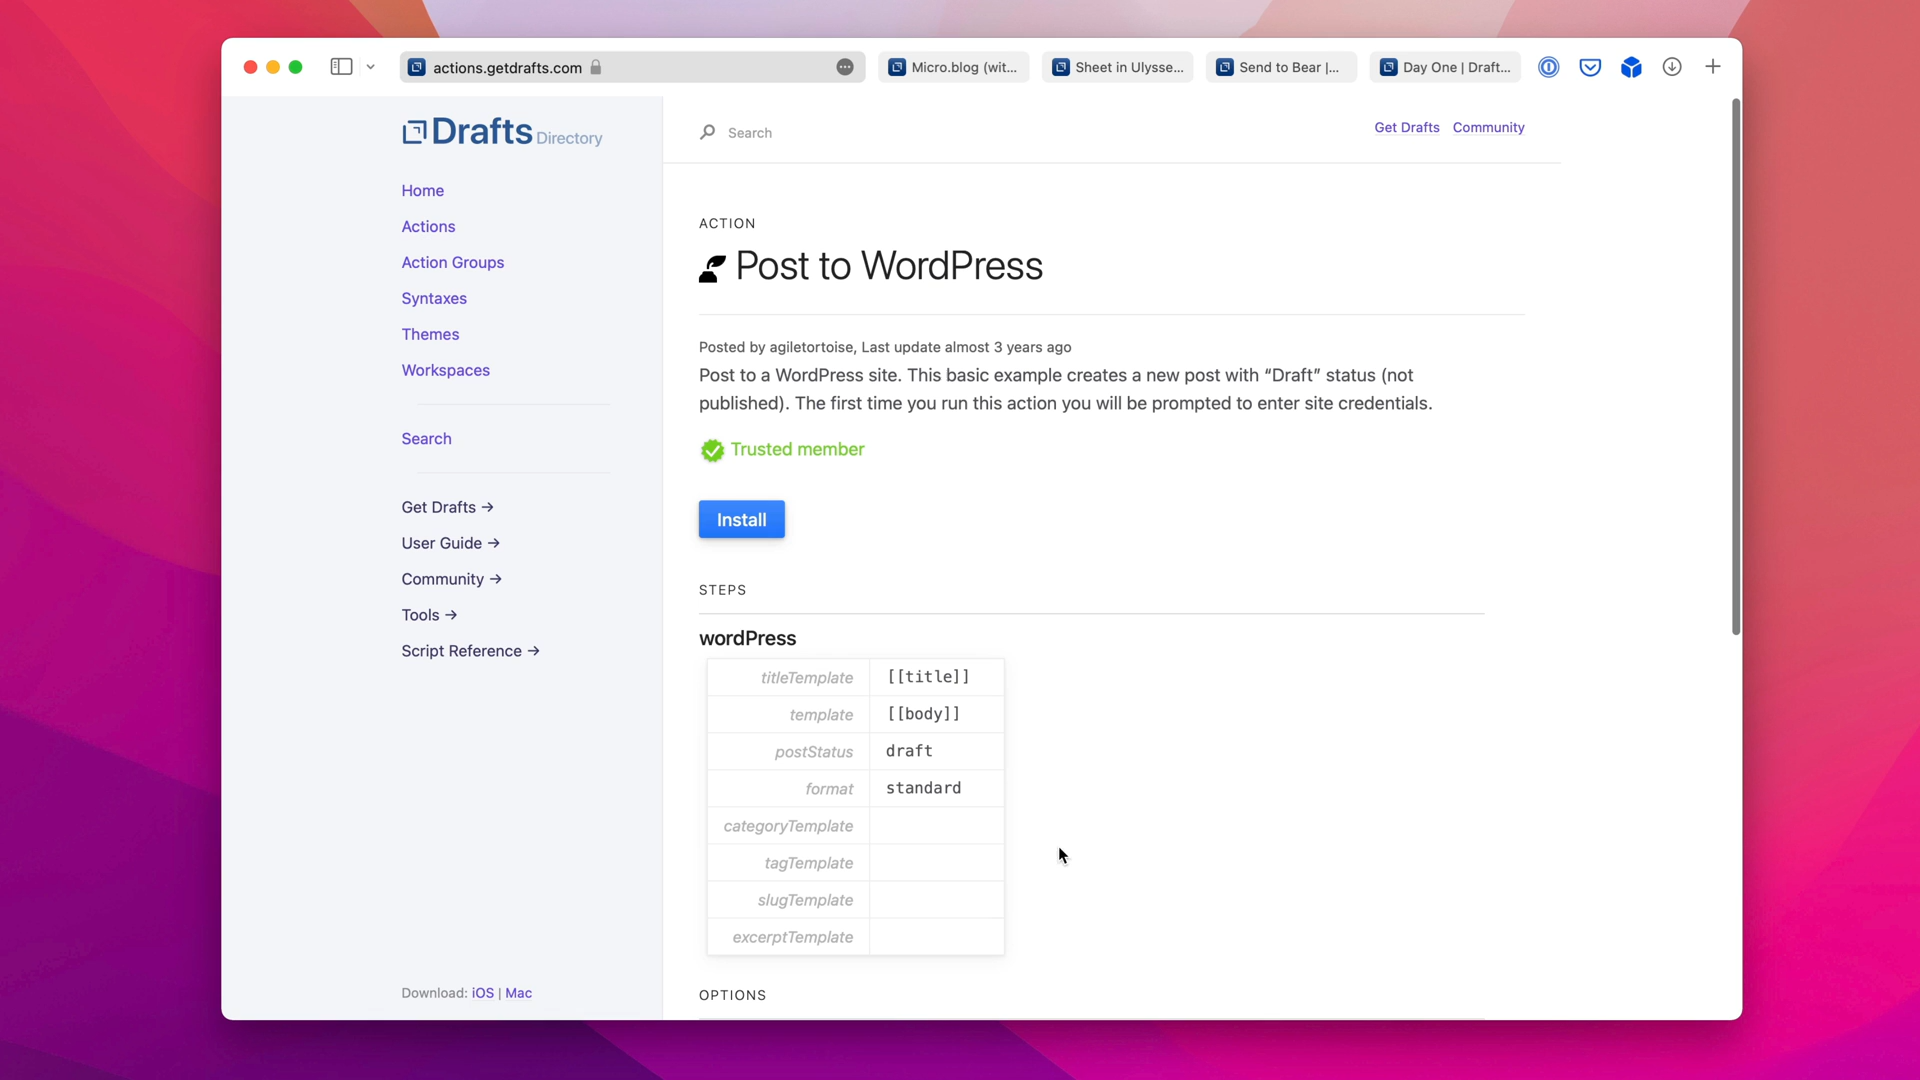 actions.getdrafts.com
Micro.blog (wit...
Sheet in Ulysse...
Send to Bear |...
Day One | Draft...
Drafts Directory
Home
Actions
Action Groups
Syntaxes
Themes
Workspaces
Search
Get Drafts →
User Guide →
Community →
Tools →
Script Reference →
Download: iOS | Mac
Search
Get Drafts Community
ACTION
Post to WordPress
Posted by agiletortoise, Last update almost 3 years ago
Post to a WordPress site. This basic example creates a new post with “Draft” status (not
published). The first time you run this action you will be prompted to enter site credentials.
Trusted member
Install
STEPS
wordPress
titleTemplate [[title]]
template [[body]]
postStatus draft
format standard
categoryTemplate
tagTemplate
slugTemplate
excerptTemplate
OPTIONS